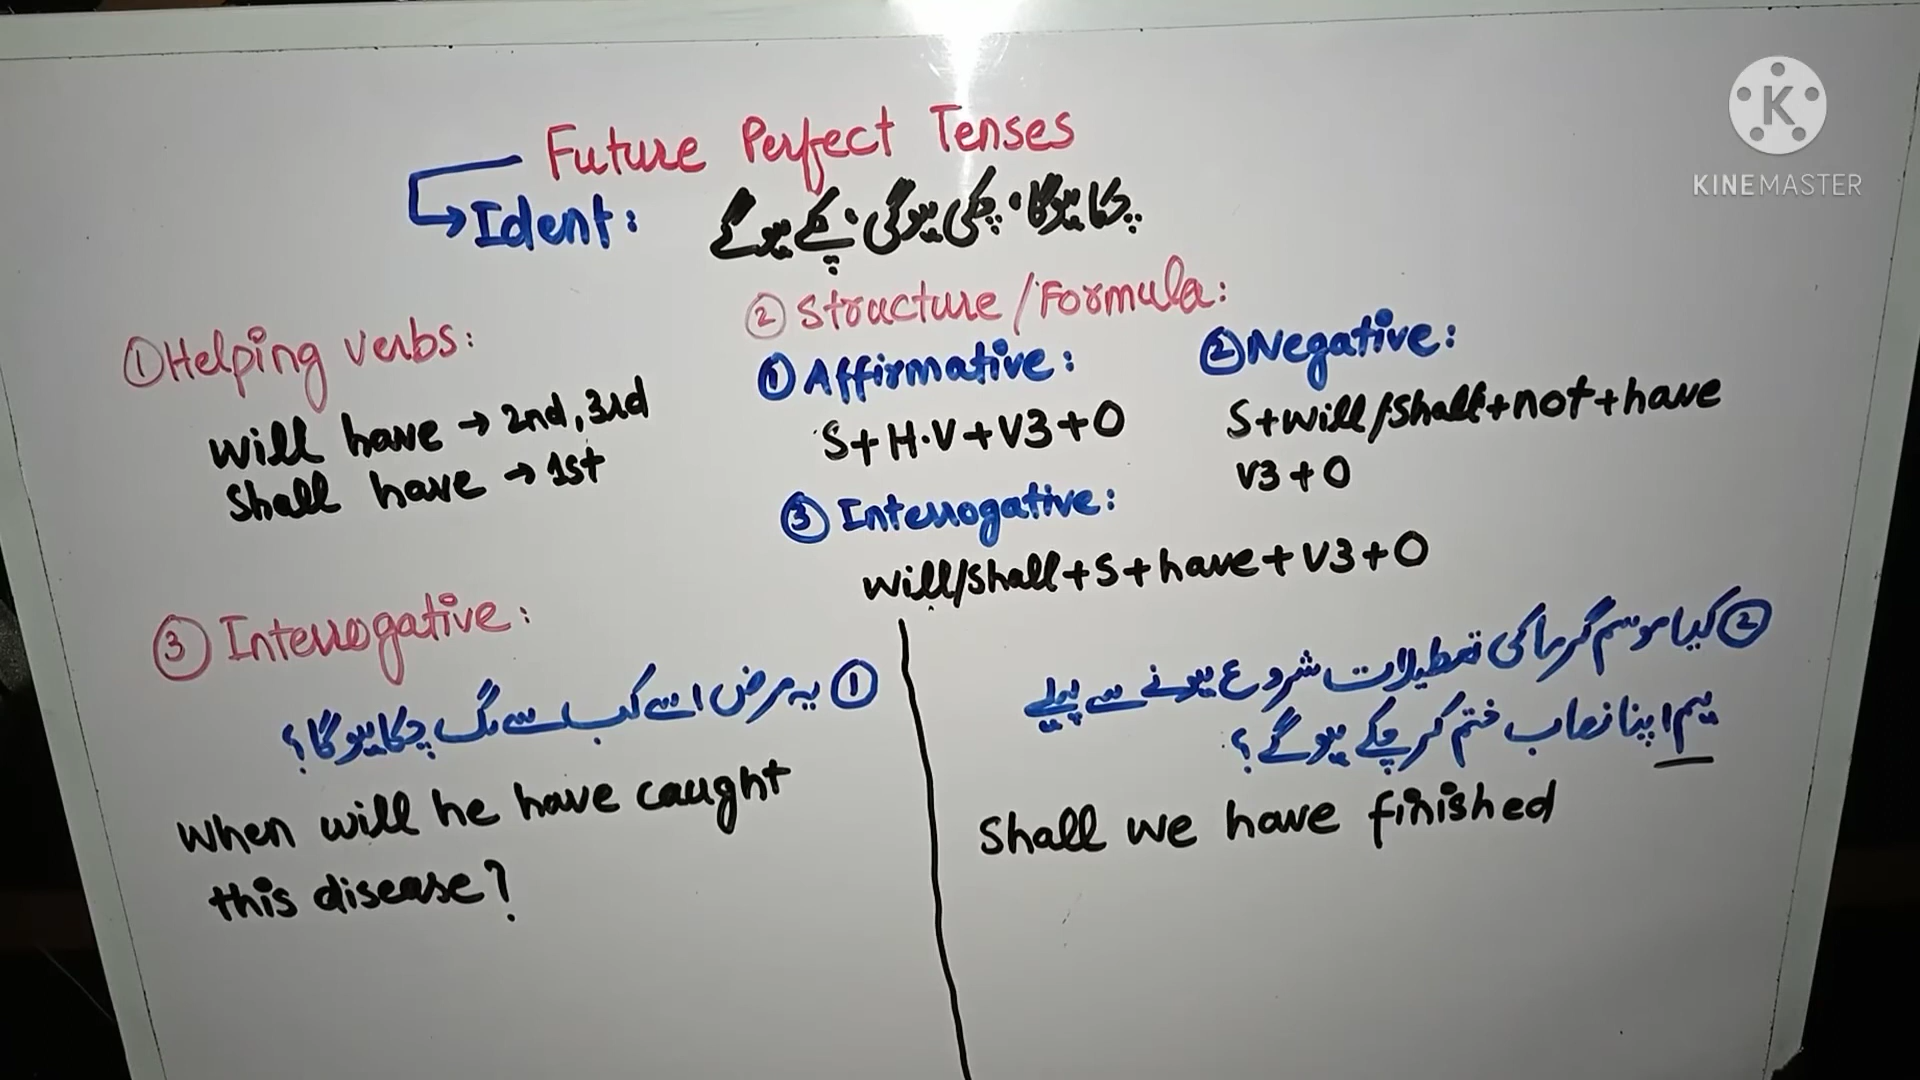 Future Perfect Tenses
Ident: چکا ہوگا، چکی ہوگی، چکے ہوگے
① Helping verbs:
will have → 2nd, 3rd
Shall have → 1st
② Structure/Formula:
① Affirmative:
S+H.V+V3+O
② Negative:
S+will/Shall+not+have
V3+O
③ Interrogative:
will/Shall+S+have+V3+O
③ Interrogative:
① یہ مرض اسے کب سے لگ چکا ہوگا؟
When will he have caught
this disease?
② کیا موسم گرما کی تعطیلات شروع ہونے سے پہلے
ہم اپنا نصاب ختم کر چکے ہوگے؟
Shall we have finished
K
KINEMASTER